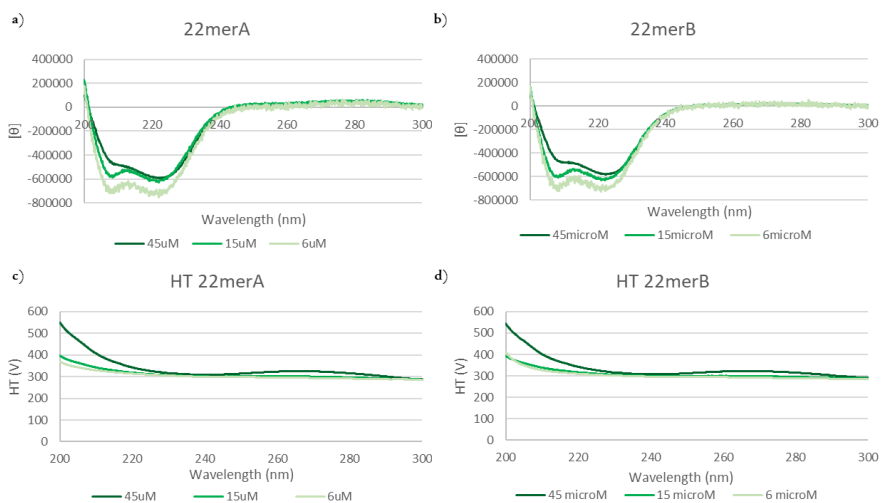 a)
22merA
400000
200000
0
-200000
-400000
-600000
-800000
200
220
240
260
280
300
[θ]
Wavelength (nm)
45uM 15uM 6uM
b)
22merB
400000
200000
0
-200000
-400000
-600000
-800000
200
220
240
260
280
300
[θ]
Wavelength (nm)
45microM 15microM 6microM
c)
HT 22merA
600
500
400
300
200
100
0
200 220 240 260 280 300
HT (V)
Wavelength (nm)
45uM 15uM 6uM
d)
HT 22merB
600
500
400
300
200
100
0
200 220 240 260 280 300
HT (V)
Wavelength (nm)
45 microM 15 microM 6 microM